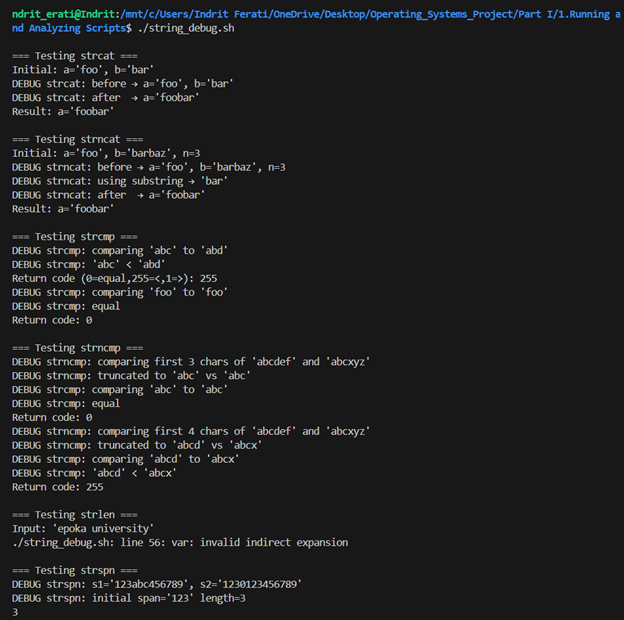 ndrit_erati@Indrit:/mnt/c/Users/Indrit Ferati/OneDrive/Desktop/Operating_Systems_Project/Part I/1.Running a
nd Analyzing Scripts$ ./string_debug.sh
=== Testing strcat ===
Initial: a='foo', b='bar'
DEBUG strcat: before → a='foo', b='bar'
DEBUG strcat: after  → a='foobar'
Result: a='foobar'
=== Testing strncat ===
Initial: a='foo', b='barbaz', n=3
DEBUG strncat: before → a='foo', b='barbaz', n=3
DEBUG strncat: using substring → 'bar'
DEBUG strncat: after  → a='foobar'
Result: a='foobar'
=== Testing strcmp ===
DEBUG strcmp: comparing 'abc' to 'abd'
DEBUG strcmp: 'abc' < 'abd'
Return code (0=equal,255=<,1=>): 255
DEBUG strcmp: comparing 'foo' to 'foo'
DEBUG strcmp: equal
Return code: 0
=== Testing strncmp ===
DEBUG strncmp: comparing first 3 chars of 'abcdef' and 'abcxyz'
DEBUG strncmp: truncated to 'abc' vs 'abc'
DEBUG strcmp: comparing 'abc' to 'abc'
DEBUG strcmp: equal
Return code: 0
DEBUG strncmp: comparing first 4 chars of 'abcdef' and 'abcxyz'
DEBUG strncmp: truncated to 'abcd' vs 'abcx'
DEBUG strcmp: comparing 'abcd' to 'abcx'
DEBUG strcmp: 'abcd' < 'abcx'
Return code: 255
=== Testing strlen ===
Input: 'epoka university'
./string_debug.sh: line 56: var: invalid indirect expansion
=== Testing strspn ===
DEBUG strspn: s1='123abc456789', s2='1230123456789'
DEBUG strspn: initial span='123' length=3
3